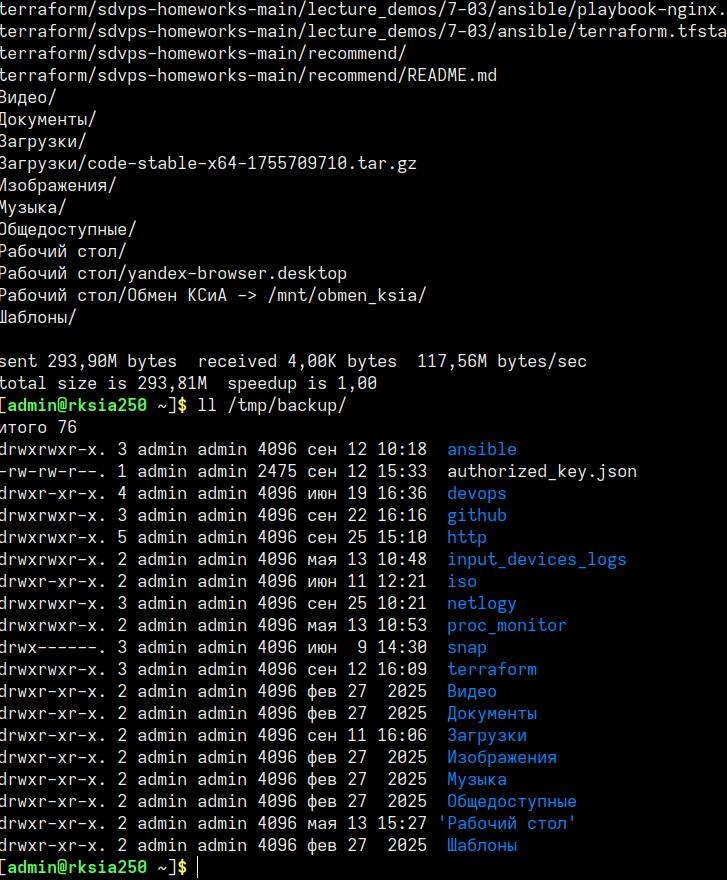 terraform/sdvps-homeworks-main/lecture_demos/7-03/ansible/playbook-nginx.
terraform/sdvps-homeworks-main/lecture_demos/7-03/ansible/terraform.tfsta
terraform/sdvps-homeworks-main/recommend/
terraform/sdvps-homeworks-main/recommend/README.md
Видео/
Документы/
Загрузки/
Загрузки/code-stable-x64-1755709710.tar.gz
Изображения/
Музыка/
Общедоступные/
Рабочий стол/
Рабочий стол/yandex-browser.desktop
Рабочий стол/Обмен КСиА -> /mnt/obmen_ksia/
Шаблоны/
sent 293,90M bytes  received 4,00K bytes  117,56M bytes/sec
total size is 293,81M  speedup is 1,00
[admin@rksia250 ~]$ ll /tmp/backup/
итого 76
drwxrwxr-x. 3 admin admin 4096 сен 12 10:18  ansible
-rw-rw-r--. 1 admin admin 2475 сен 12 15:33  authorized_key.json
drwxr-xr-x. 4 admin admin 4096 июн 19 16:36  devops
drwxrwxr-x. 3 admin admin 4096 сен 22 16:16  github
drwxrwxr-x. 5 admin admin 4096 сен 25 15:10  http
drwxrwxr-x. 2 admin admin 4096 мая 13 10:48  input_devices_logs
drwxr-xr-x. 2 admin admin 4096 июн 11 12:21  iso
drwxrwxr-x. 3 admin admin 4096 сен 25 10:21  netlogy
drwxrwxr-x. 2 admin admin 4096 мая 13 10:53  proc_monitor
drwx------. 3 admin admin 4096 июн  9 14:30  snap
drwxrwxr-x. 3 admin admin 4096 сен 12 16:09  terraform
drwxr-xr-x. 2 admin admin 4096 фев 27  2025  Видео
drwxr-xr-x. 2 admin admin 4096 фев 27  2025  Документы
drwxr-xr-x. 2 admin admin 4096 сен 11 16:06  Загрузки
drwxr-xr-x. 2 admin admin 4096 фев 27  2025  Изображения
drwxr-xr-x. 2 admin admin 4096 фев 27  2025  Музыка
drwxr-xr-x. 2 admin admin 4096 фев 27  2025  Общедоступные
drwxr-xr-x. 2 admin admin 4096 мая 13 15:27 'Рабочий стол'
drwxr-xr-x. 2 admin admin 4096 фев 27  2025  Шаблоны
[admin@rksia250 ~]$